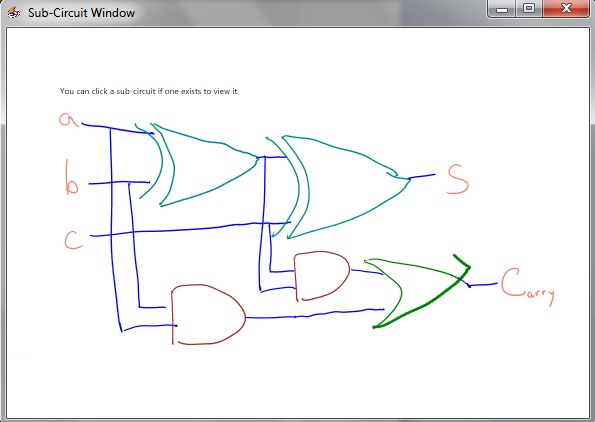 Sub-Circuit Window
You can click a sub-circuit if one exists to view it
a
b
S
c
Carry